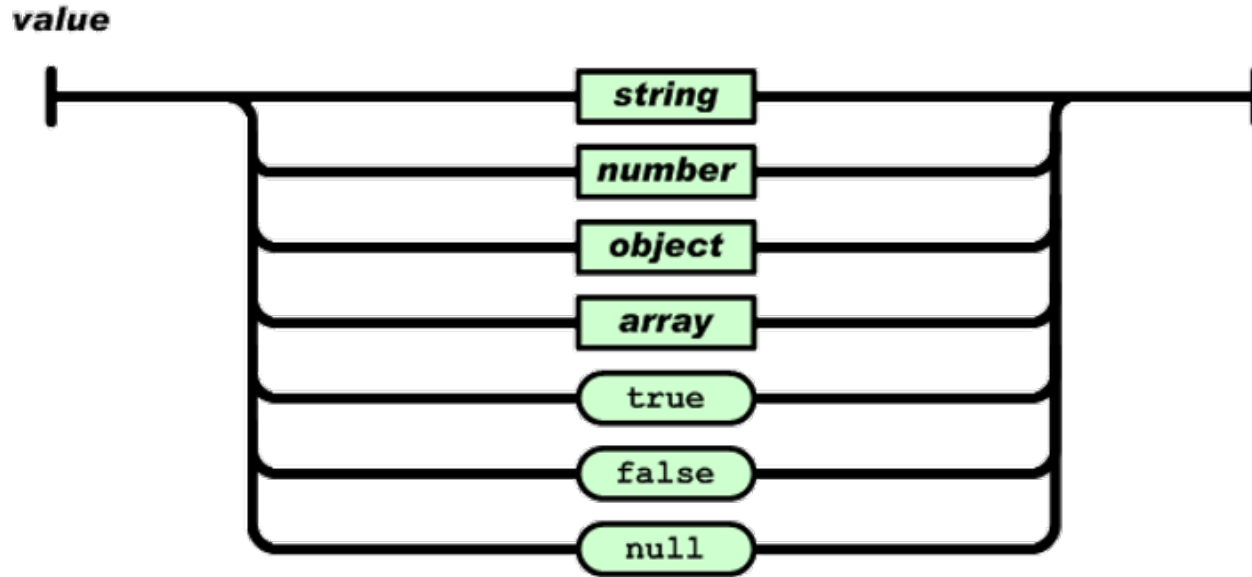 value
string
number
object
array
true
false
null